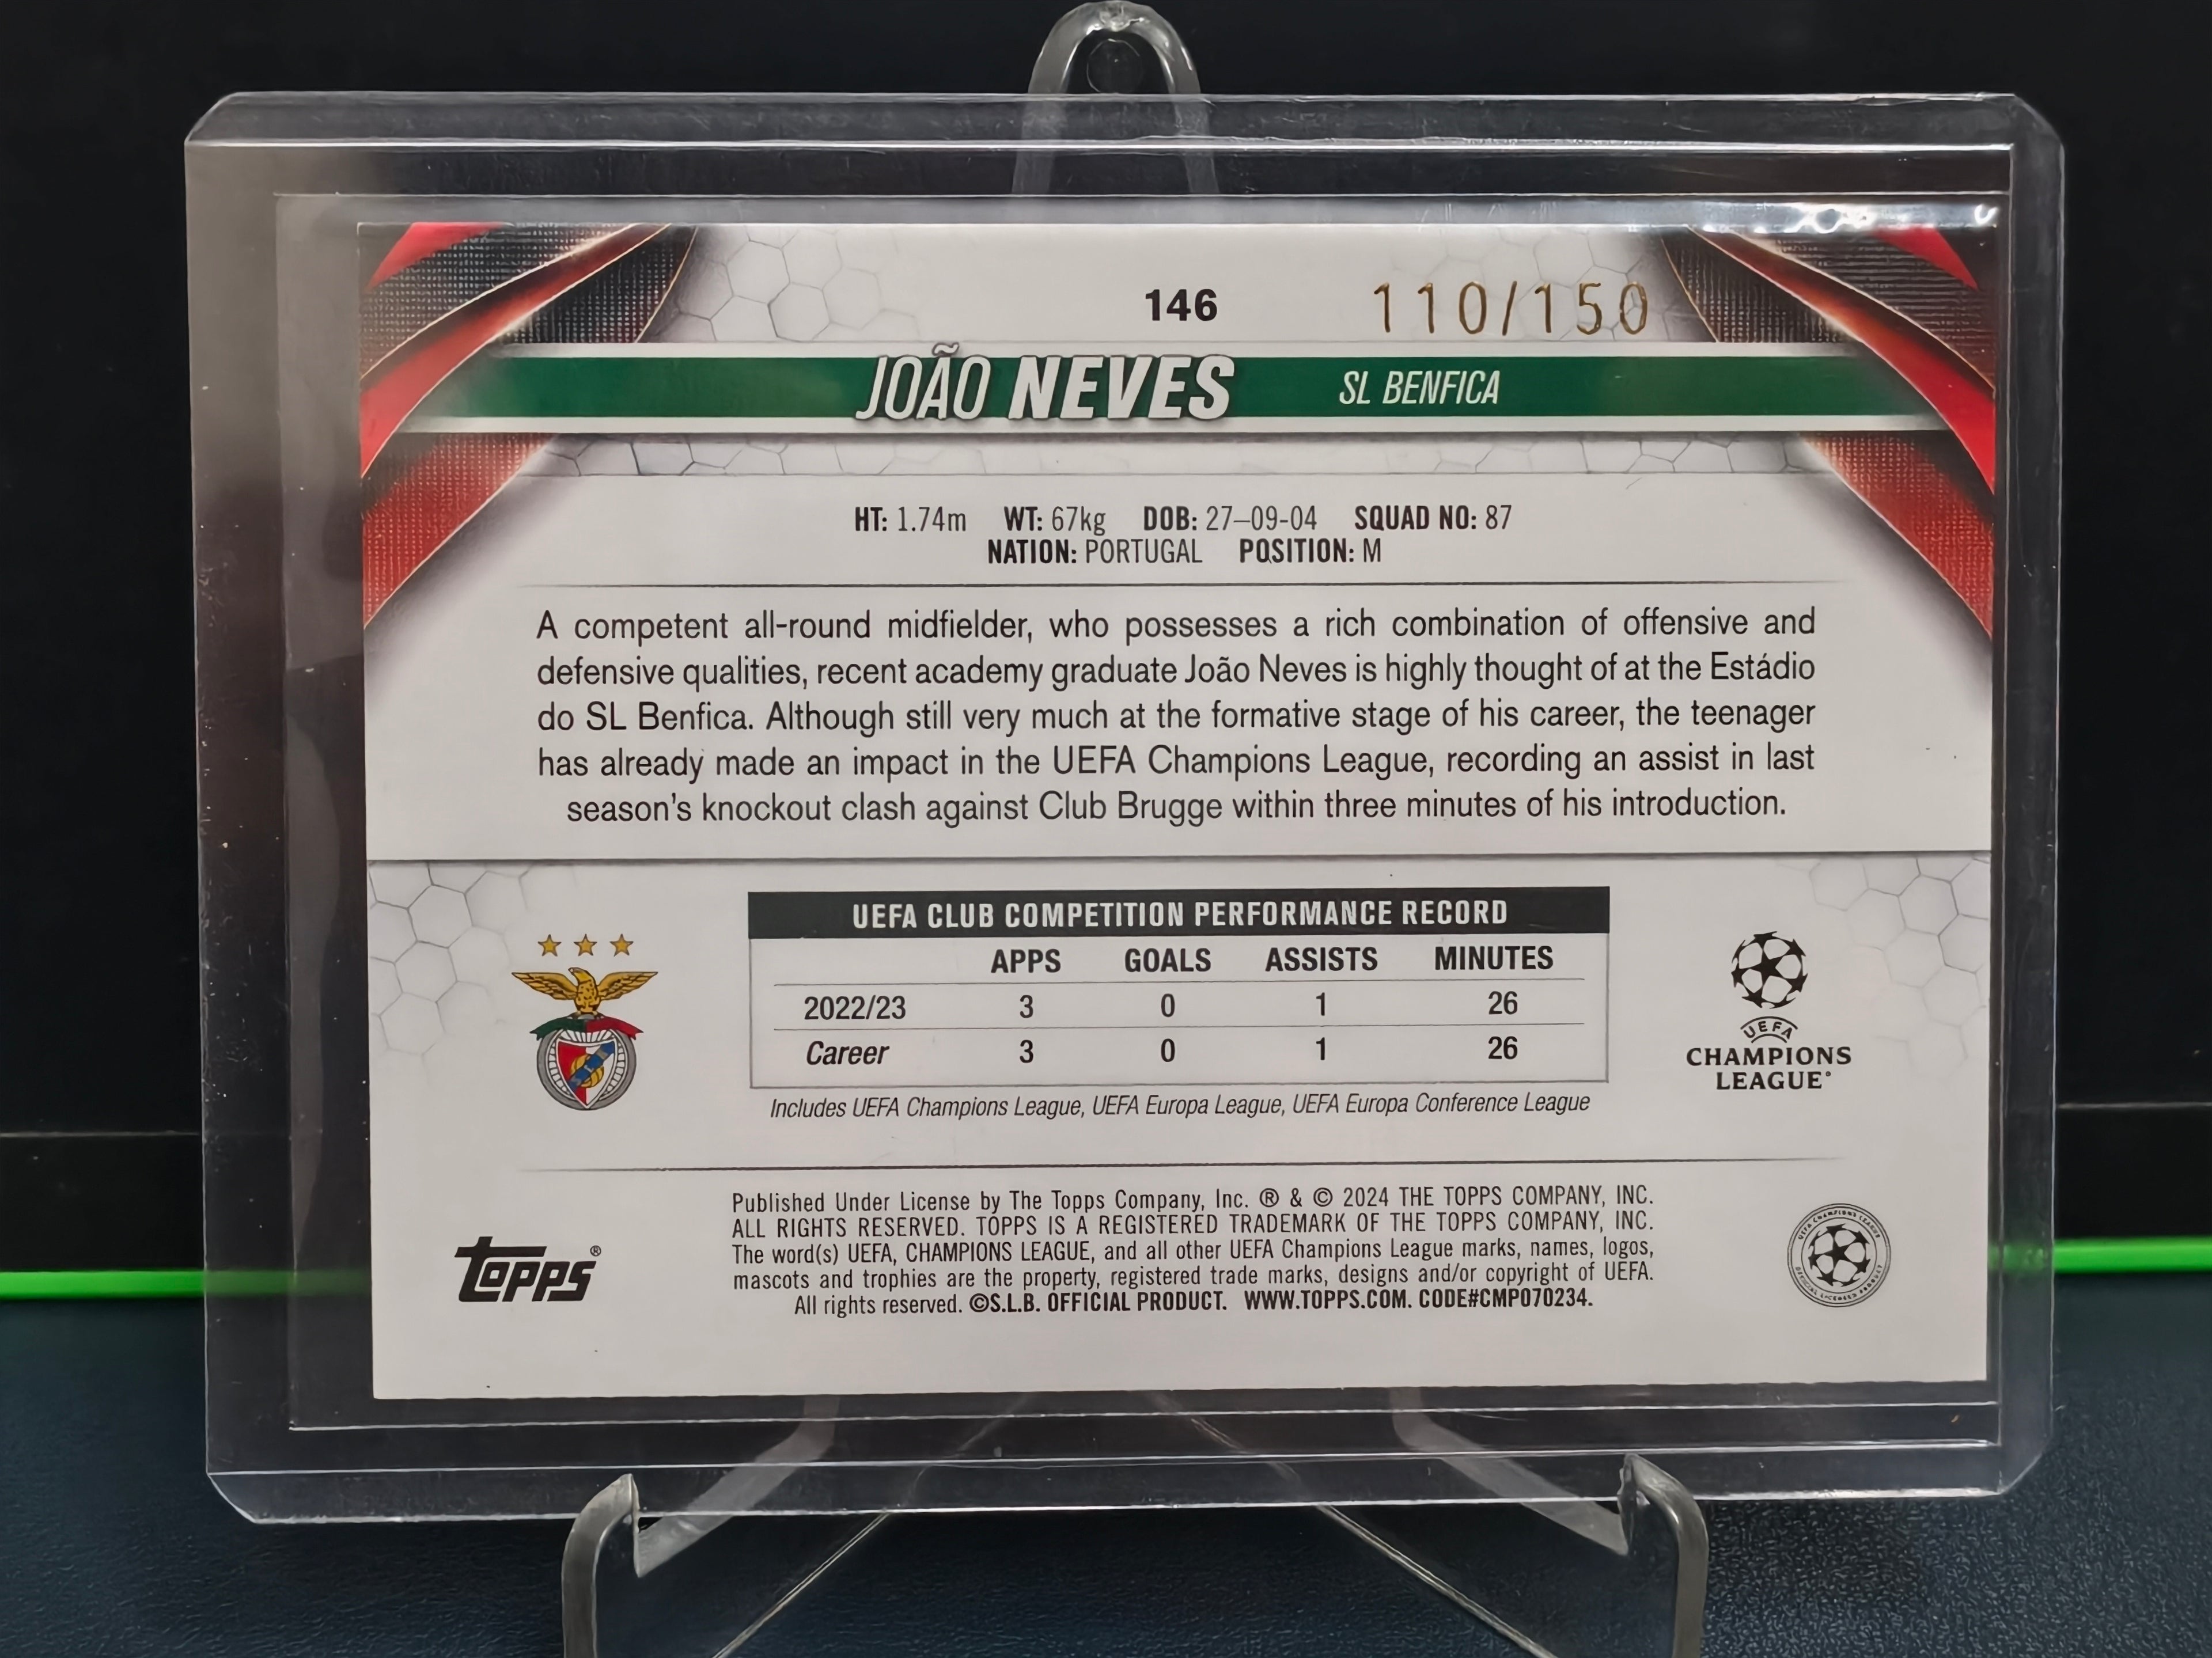 146 110/150
JOÃO NEVES SL BENFICA
HT: 1.74m WT: 67kg DOB: 27–09-04 SQUAD NO: 87
NATION: PORTUGAL POSITION: M
A competent all-round midfielder, who possesses a rich combination of offensive and
defensive qualities, recent academy graduate João Neves is highly thought of at the Estádio
do SL Benfica. Although still very much at the formative stage of his career, the teenager
has already made an impact in the UEFA Champions League, recording an assist in last
season's knockout clash against Club Brugge within three minutes of his introduction.
UEFA CLUB COMPETITION PERFORMANCE RECORD
APPS GOALS ASSISTS MINUTES
2022/23 3 0 1 26
Career 3 0 1 26
Includes UEFA Champions League, UEFA Europa League, UEFA Europa Conference League
UEFA
CHAMPIONS
LEAGUE®
topps®
Published Under License by The Topps Company, Inc. ® & © 2024 THE TOPPS COMPANY, INC.
ALL RIGHTS RESERVED. TOPPS IS A REGISTERED TRADEMARK OF THE TOPPS COMPANY, INC.
The word(s) UEFA, CHAMPIONS LEAGUE, and all other UEFA Champions League marks, names, logos,
mascots and trophies are the property, registered trade marks, designs and/or copyright of UEFA.
All rights reserved. ©S.L.B. OFFICIAL PRODUCT. WWW.TOPPS.COM. CODE#CMP070234.
UEFA CHAMPIONS LEAGUE
OFFICIAL LICENSED PRODUCT